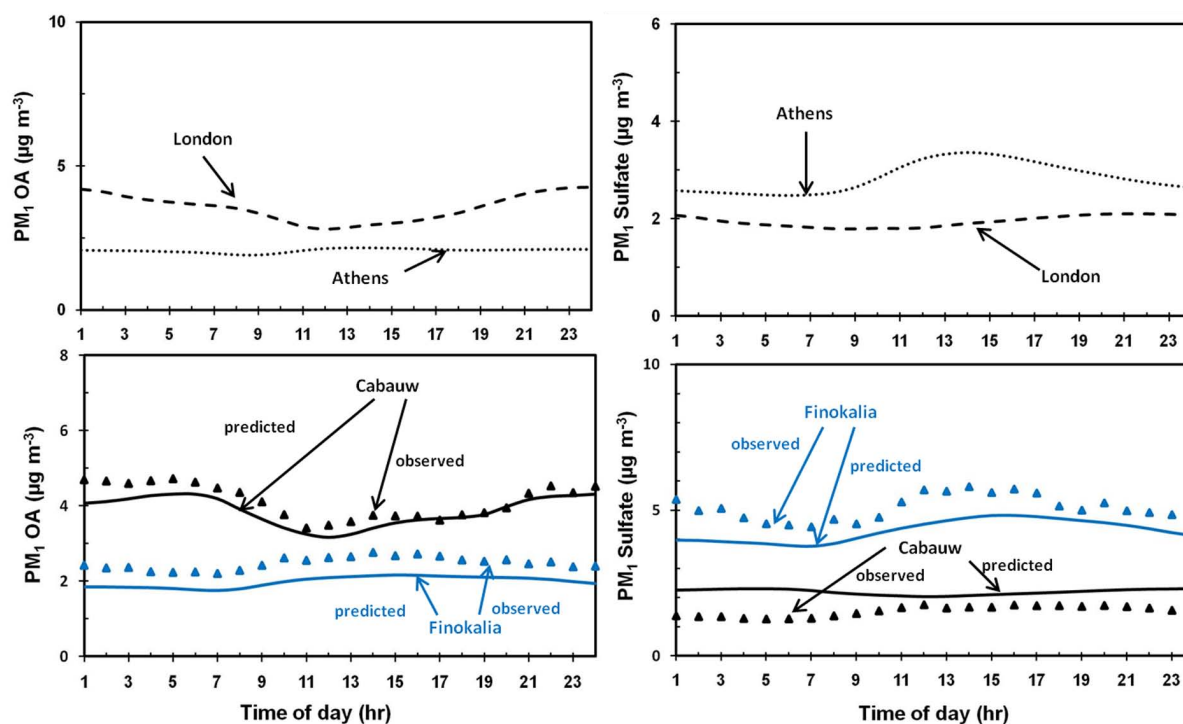 PM₁ OA (µg m⁻³)
10
5
0
London
Athens
1 3 5 7 9 11 13 15 17 19 21 23
PM₁ Sulfate (µg m⁻³)
6
4
2
0
Athens
London
1 3 5 7 9 11 13 15 17 19 21 23
PM₁ OA (µg m⁻³)
8
6
4
2
0
Cabauw
predicted
observed
predicted
observed
Finokalia
1 3 5 7 9 11 13 15 17 19 21 23
Time of day (hr)
PM₁ Sulfate (µg m⁻³)
10
5
0
Finokalia
observed
predicted
Cabauw
observed
predicted
1 3 5 7 9 11 13 15 17 19 21 23
Time of day (hr)